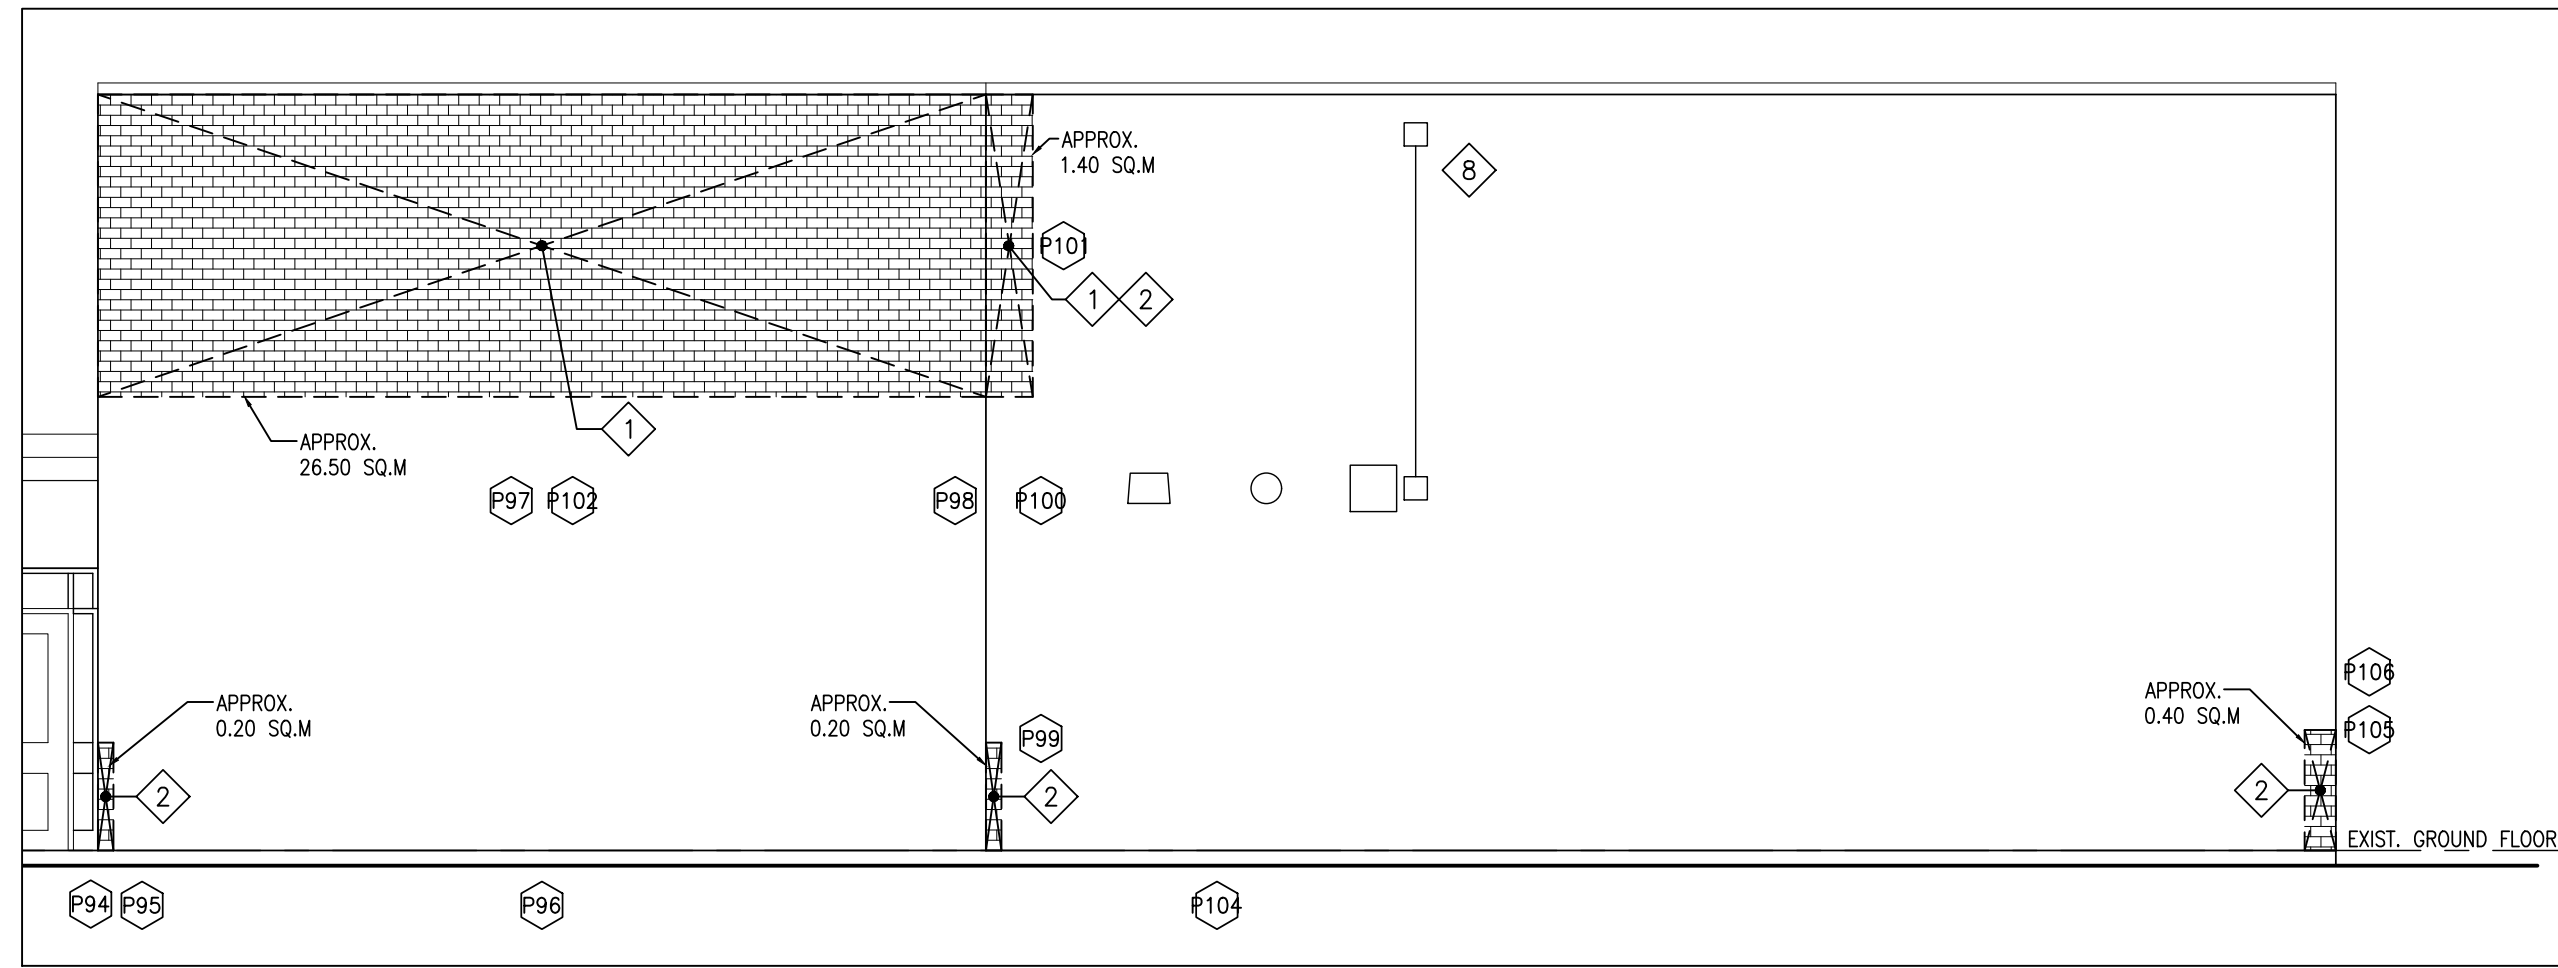 APPROX.
1.40 SQ.M
8
P101
1
2
1
APPROX.
26.50 SQ.M
P97
P102
P98
P100
APPROX.
0.20 SQ.M
2
APPROX.
0.20 SQ.M
P99
2
APPROX.
0.40 SQ.M
P106
P105
2
EXIST. GROUND FLOOR
P94
P95
P96
P104